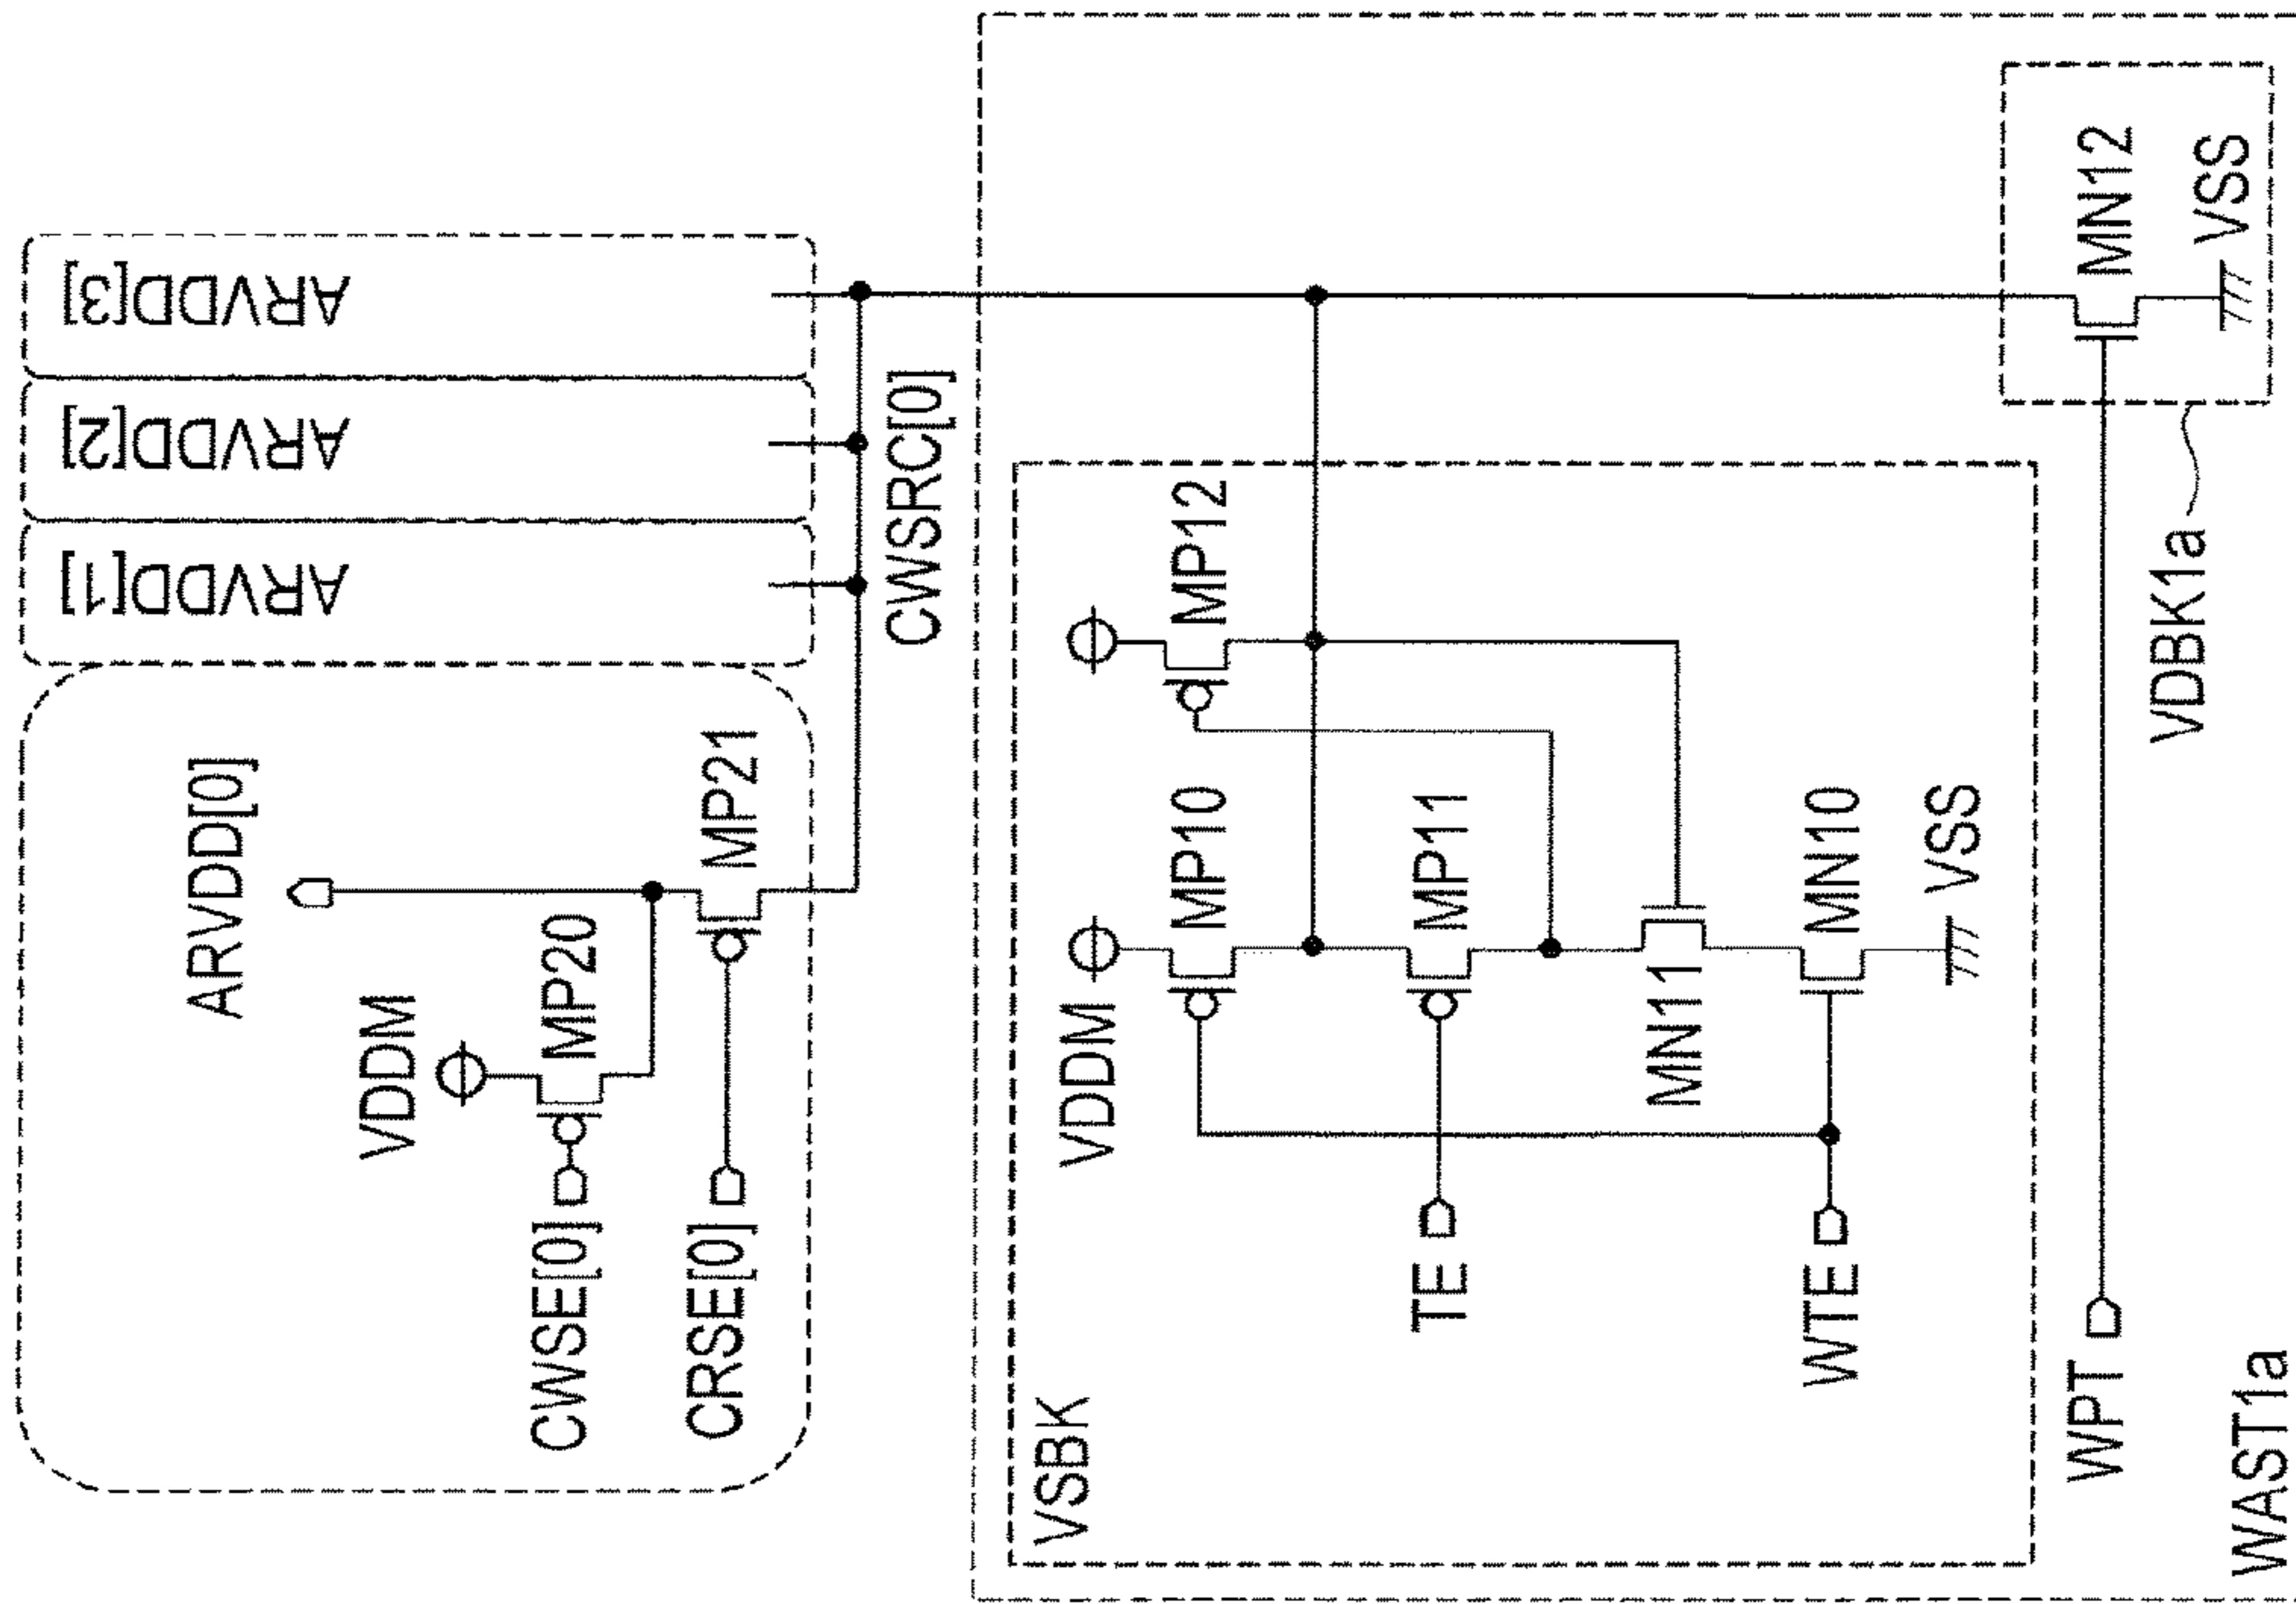 ARVDD[0]
VDDM
MP20
CWSE[0]
MP21
CRSE[0]
ARVDD[1]
ARVDD[2]
ARVDD[3]
CWSRC[0]
VSBK
VDDM
MP10
MP12
TE
MP11
MN11
WTE
MN10
VSS
WPT
MN12
VSS
VDBK1a
WAST1a